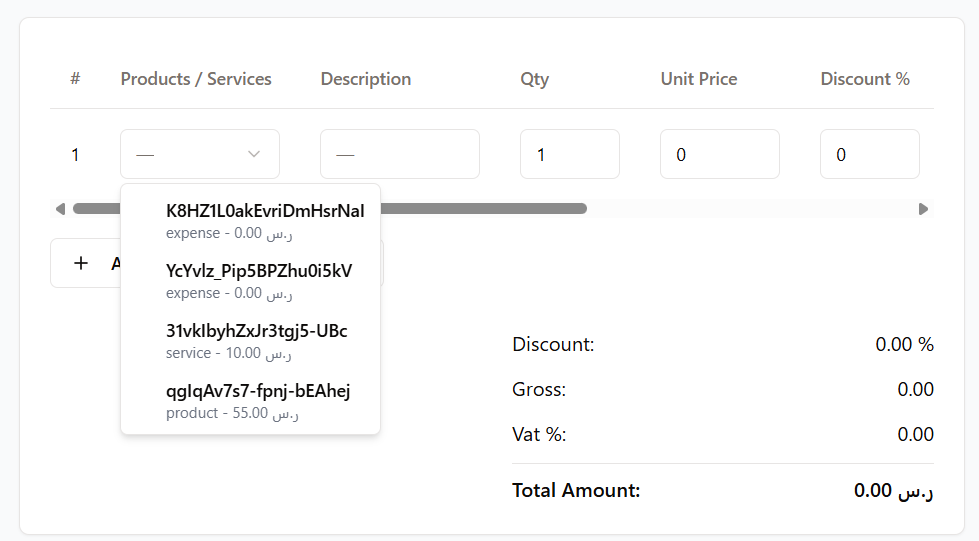 # Products / Services Description Qty Unit Price Discount %
1 — — 1 0 0
K8HZ1L0akEvriDmHsrNaI
expense - 0.00 ر.س
YcYvlz_Pip5BPZhu0i5kV
expense - 0.00 ر.س
31vkIbyhZxJr3tgj5-UBc
service - 10.00 ر.س
qgIqAv7s7-fpnj-bEAhej
product - 55.00 ر.س
+
Discount: 0.00 %
Gross: 0.00
Vat %: 0.00
Total Amount: 0.00 ر.س